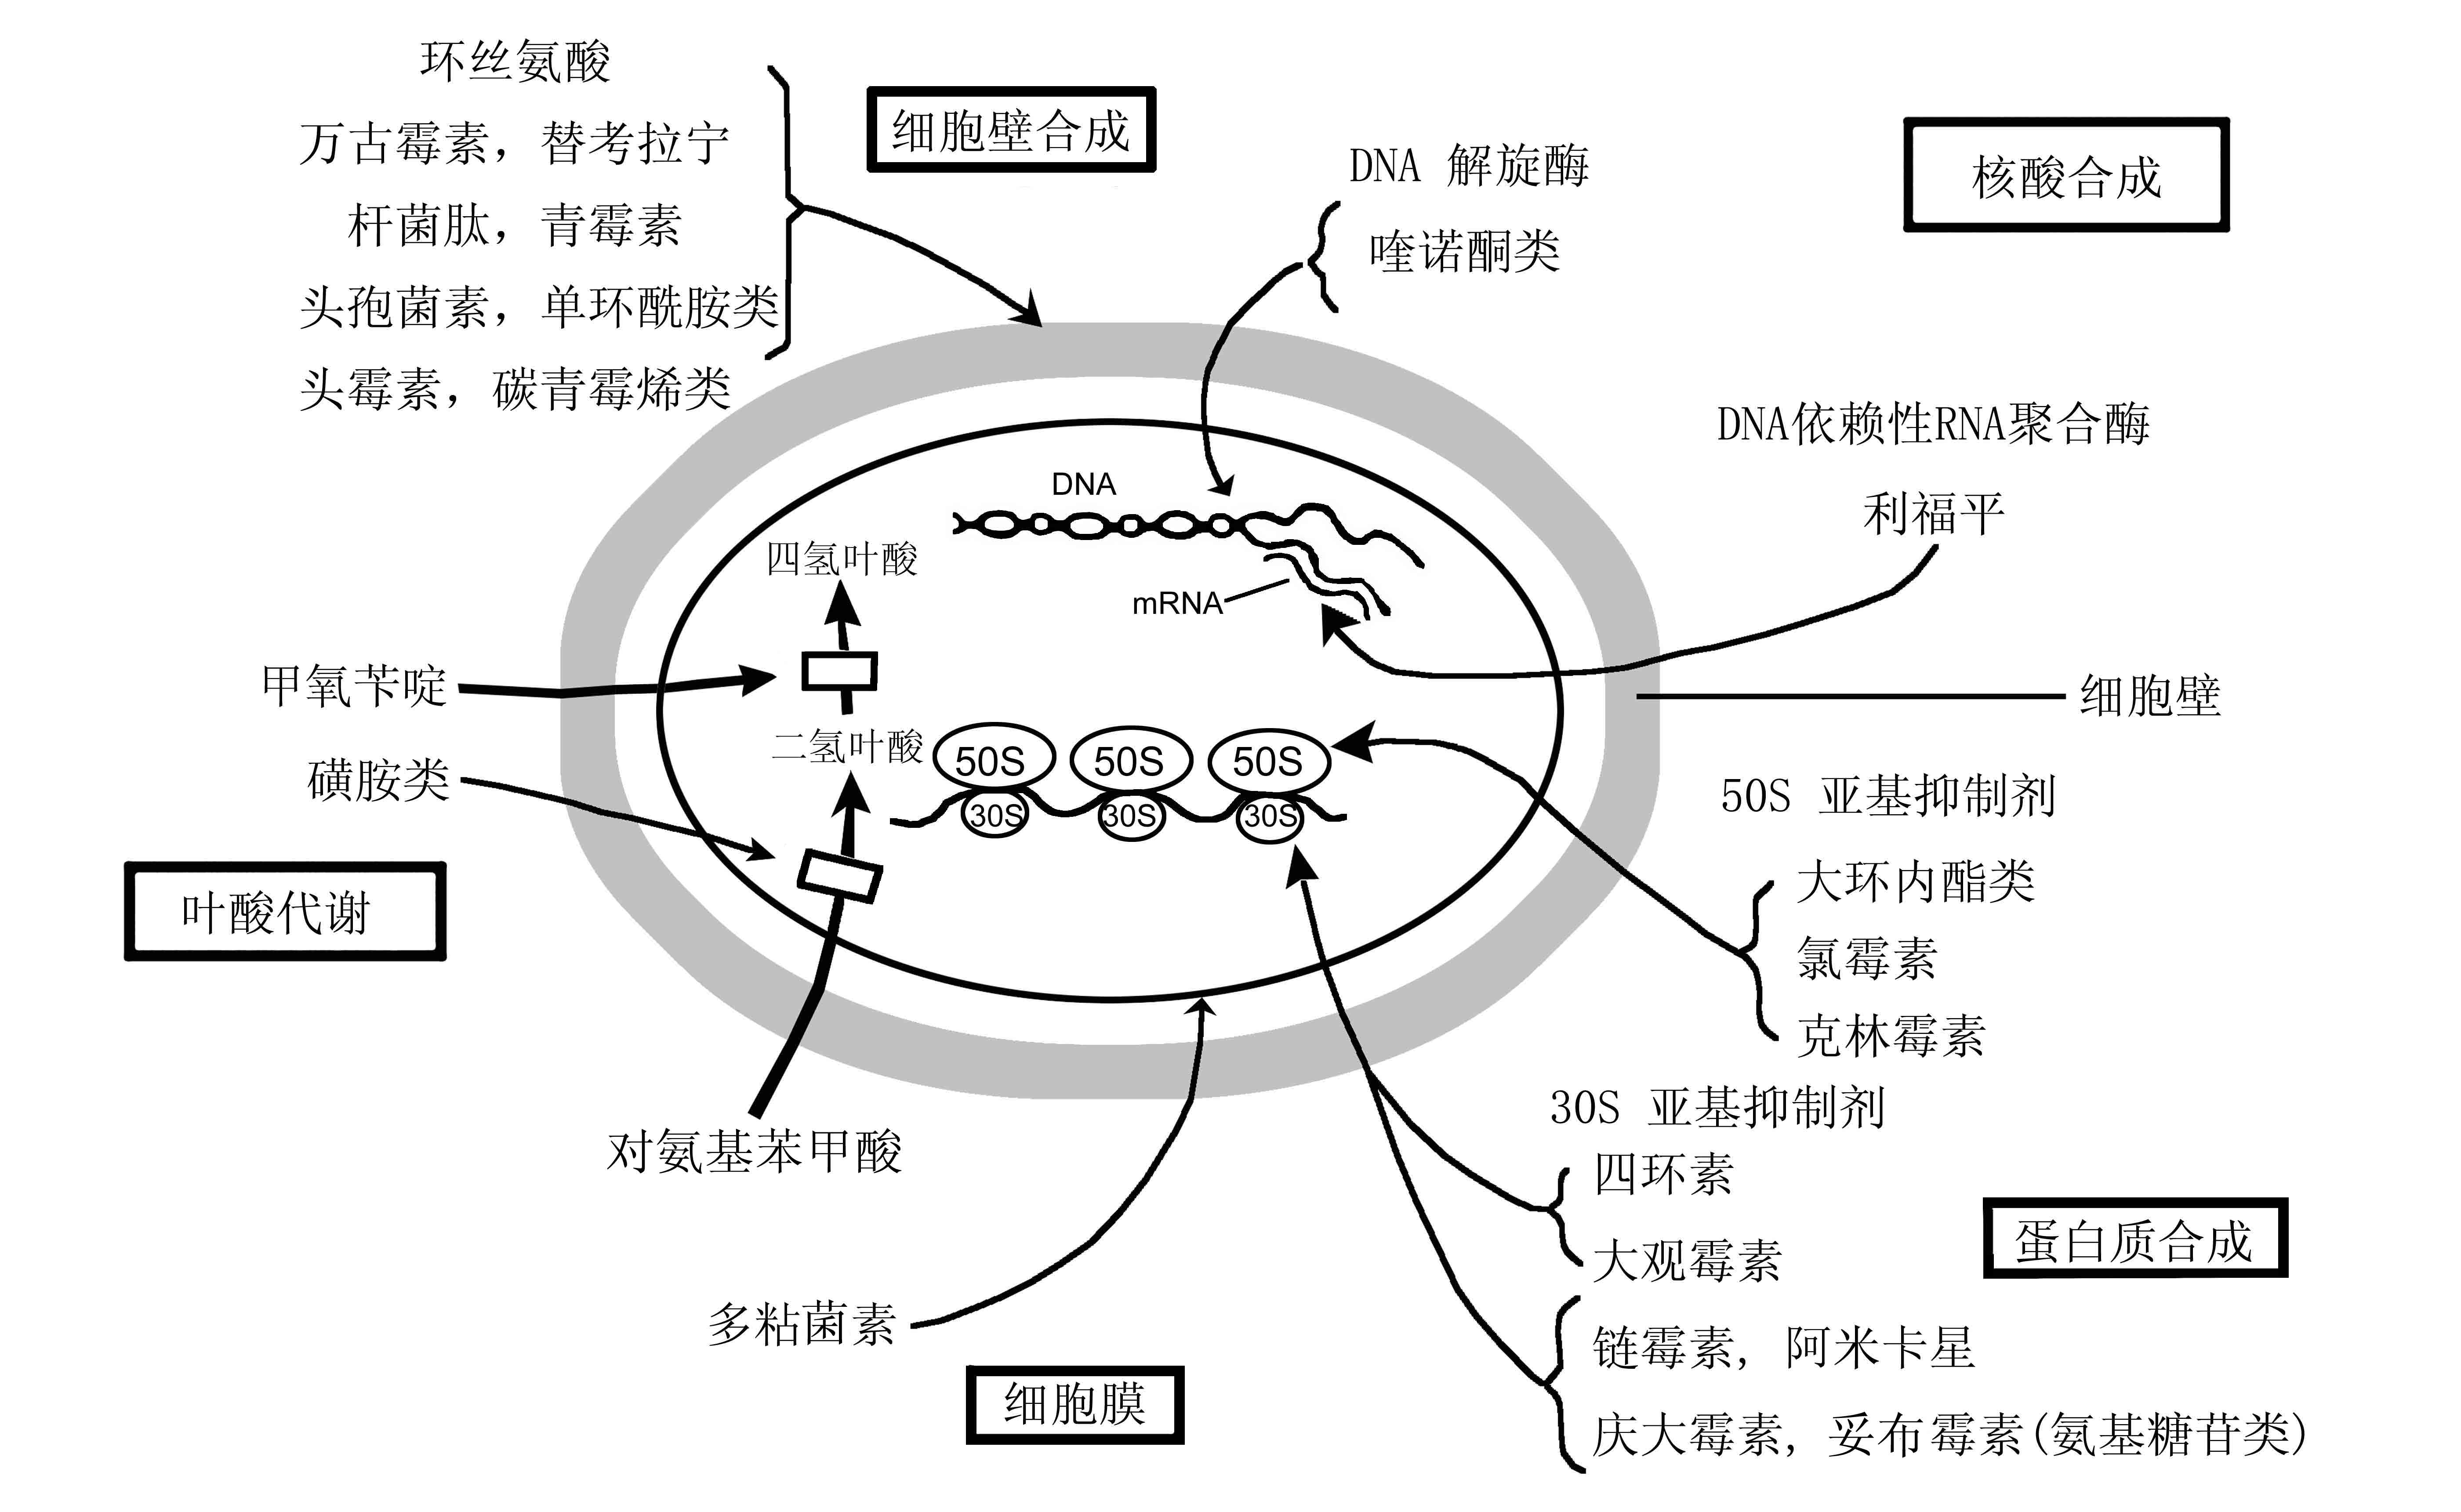 环丝氨酸
万古霉素，替考拉宁
杆菌肽，青霉素
头孢菌素，单环酰胺类
头霉素，碳青霉烯类
细胞壁合成
DNA 解旋酶
喹诺酮类
核酸合成
DNA依赖性RNA聚合酶
利福平
DNA
mRNA
四氢叶酸
甲氧苄啶
二氢叶酸
磺胺类
叶酸代谢
对氨基苯甲酸
50S
50S
50S
30S
30S
30S
细胞壁
50S 亚基抑制剂
大环内酯类
氯霉素
克林霉素
30S 亚基抑制剂
四环素
大观霉素
链霉素，阿米卡星
庆大霉素，妥布霉素(氨基糖苷类)
蛋白质合成
多粘菌素
细胞膜